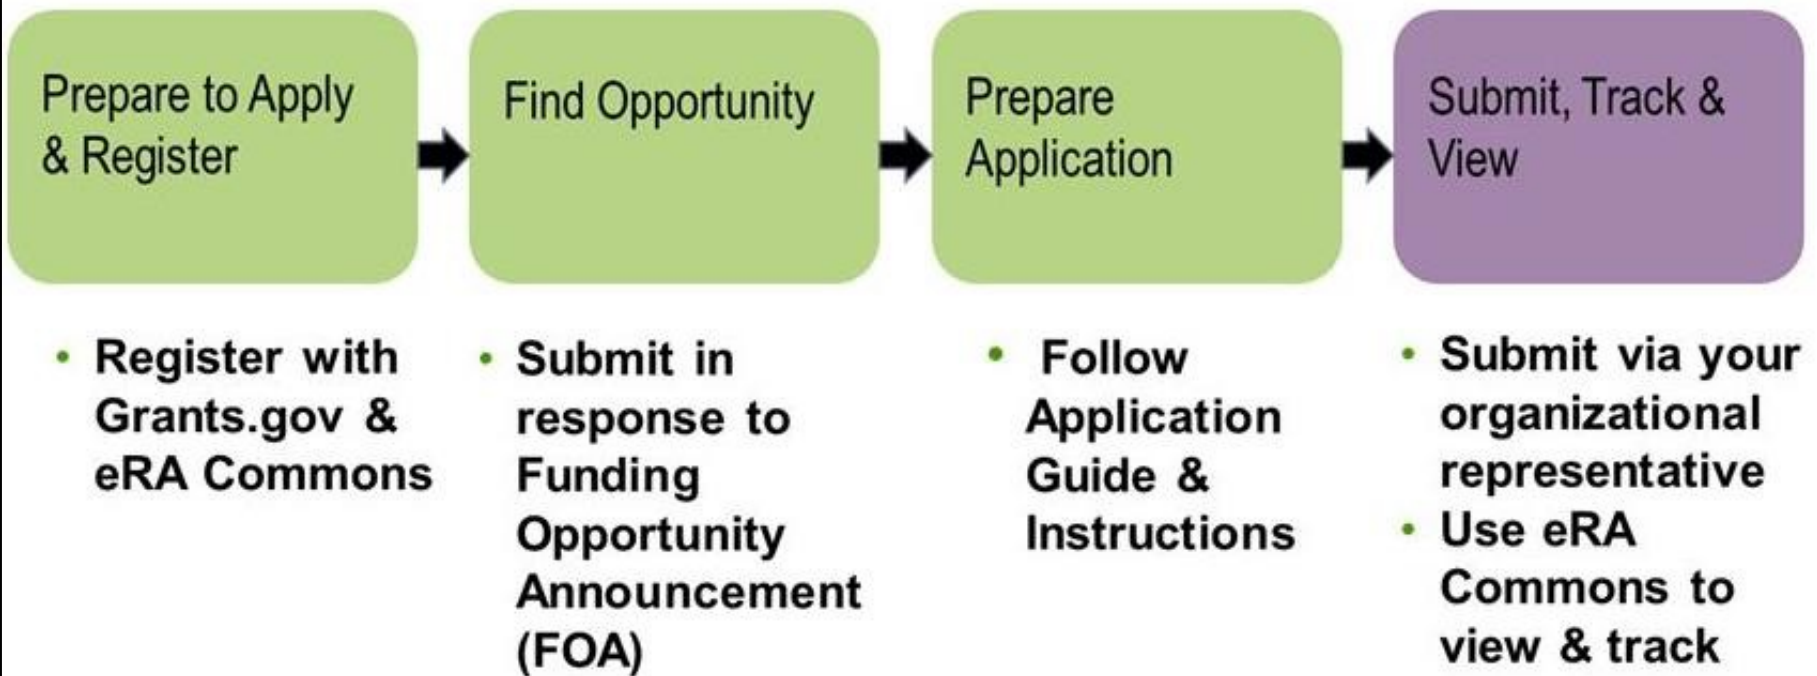 Prepare to Apply
& Register
Find Opportunity
Prepare
Application
Submit, Track &
View
• Register with
Grants.gov &
eRA Commons
• Submit in
response to
Funding
Opportunity
Announcement
(FOA)
• Follow
Application
Guide &
Instructions
• Submit via your
organizational
representative
• Use eRA
Commons to
view & track